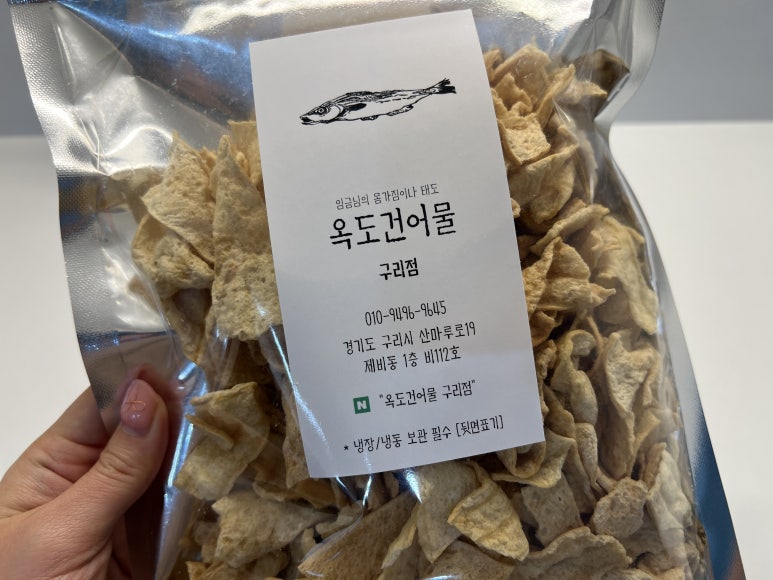 임금님의 몸가짐이나 태도
옥도건어물
구리점
010-9496-9645
경기도 구리시 산마루로19
제비동 1층 비112호
N "옥도건어물 구리점"
* 냉장/냉동 보관 필수 [뒷면표기]